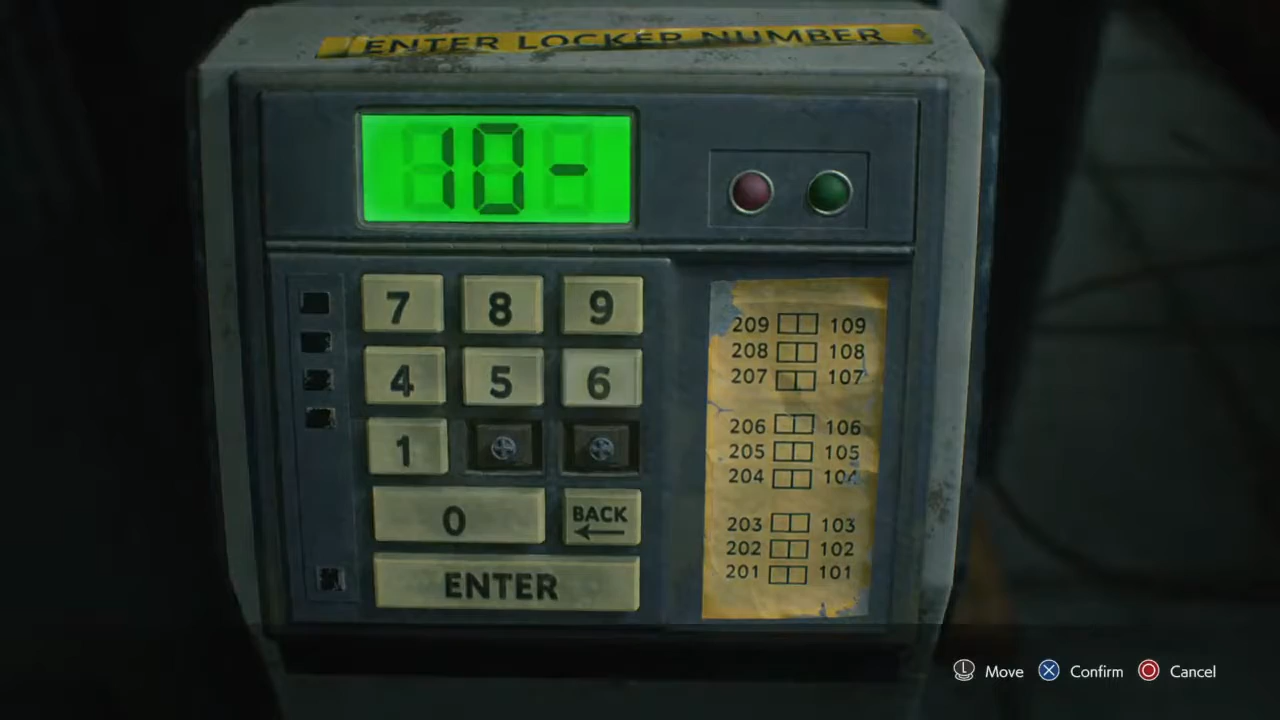 ENTER LOCKER NUMBER
10-
7 8 9
4 5 6
1
0 BACK
ENTER
209 109
208 108
207 107
206 106
205 105
204 104
203 103
202 102
201 101
L Move Confirm Cancel